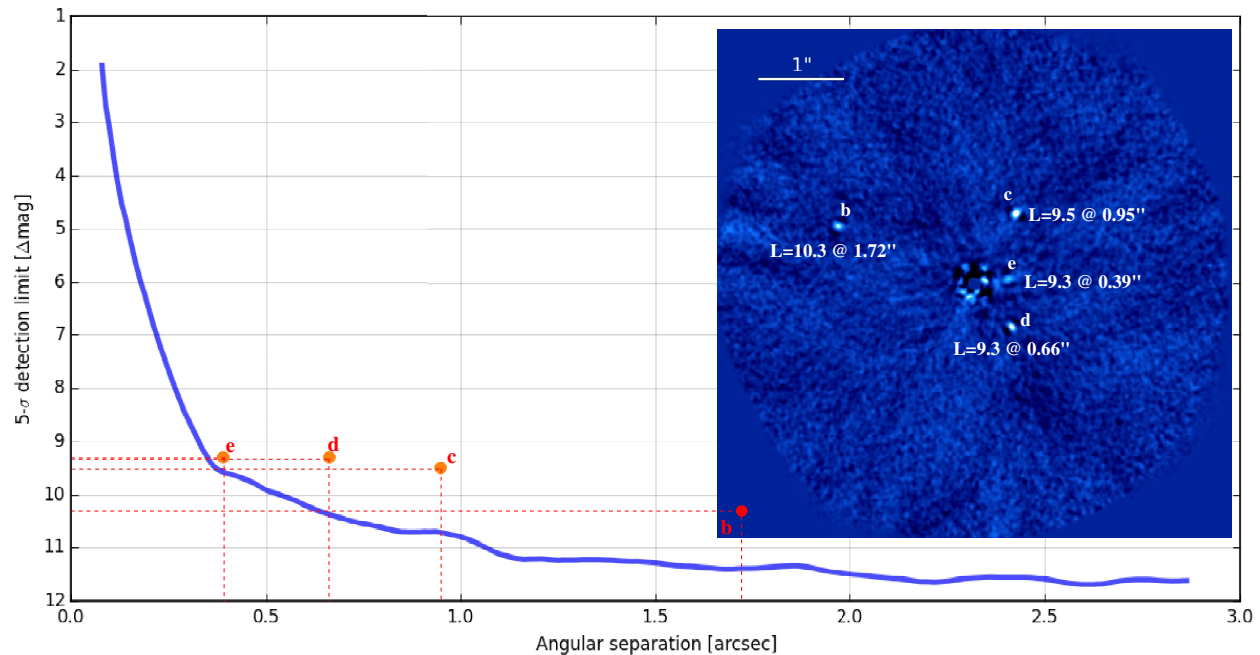 5-σ detection limit [Δmag]
1
2
3
4
5
6
7
8
9
10
11
12
0.0
0.5
1.0
1.5
2.0
2.5
3.0
Angular separation [arcsec]
e
d
c
b
1"
b
L=10.3 @ 1.72"
c
L=9.5 @ 0.95"
e
L=9.3 @ 0.39"
d
L=9.3 @ 0.66"